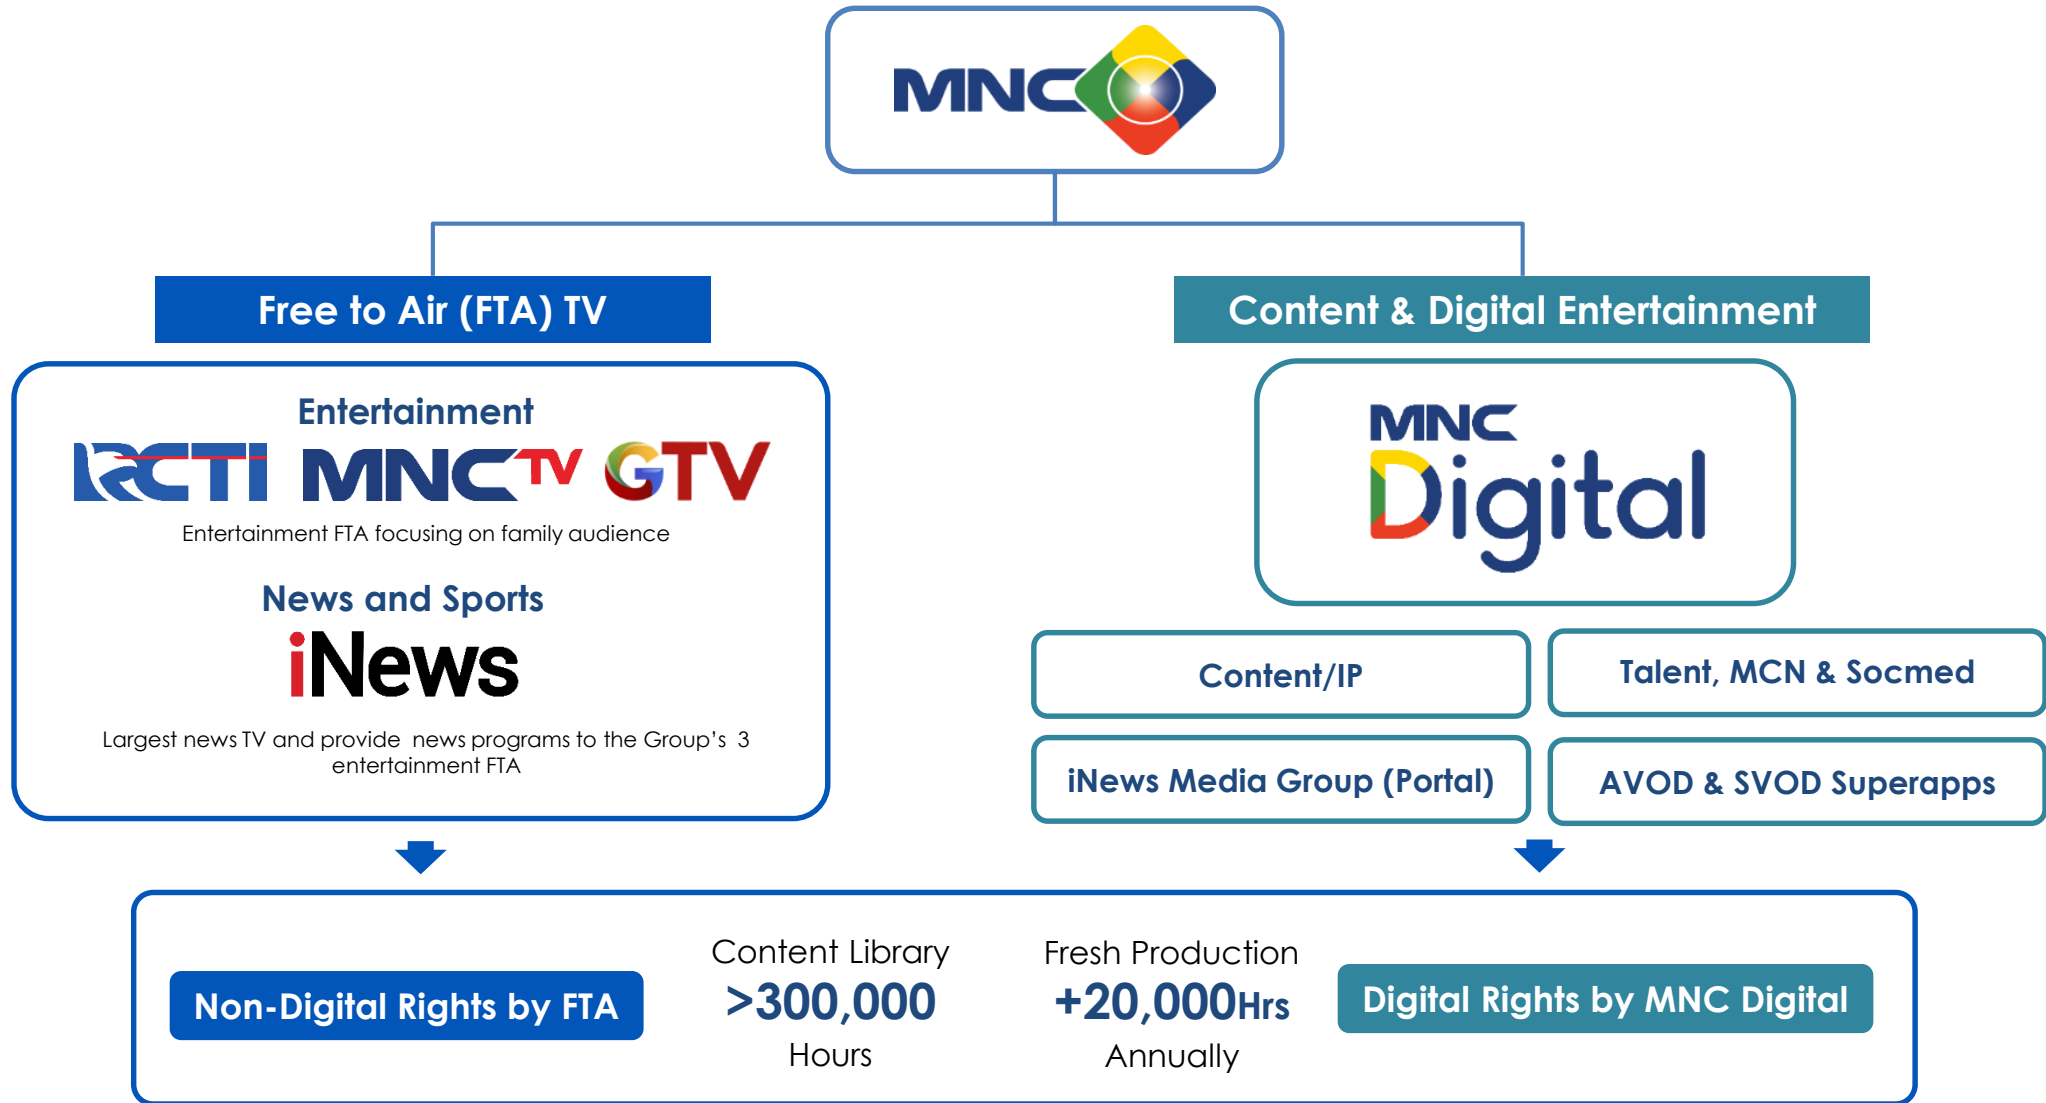 MNC
Free to Air (FTA) TV
Entertainment
RCTI MNCTV GTV
Entertainment FTA focusing on family audience
News and Sports
iNews
Largest news TV and provide news programs to the Group's 3
entertainment FTA
Content & Digital Entertainment
MNC
Digital
Content/IP
Talent, MCN & Socmed
iNews Media Group (Portal)
AVOD & SVOD Superapps
Non-Digital Rights by FTA
Content Library
>300,000
Hours
Fresh Production
+20,000Hrs
Annually
Digital Rights by MNC Digital